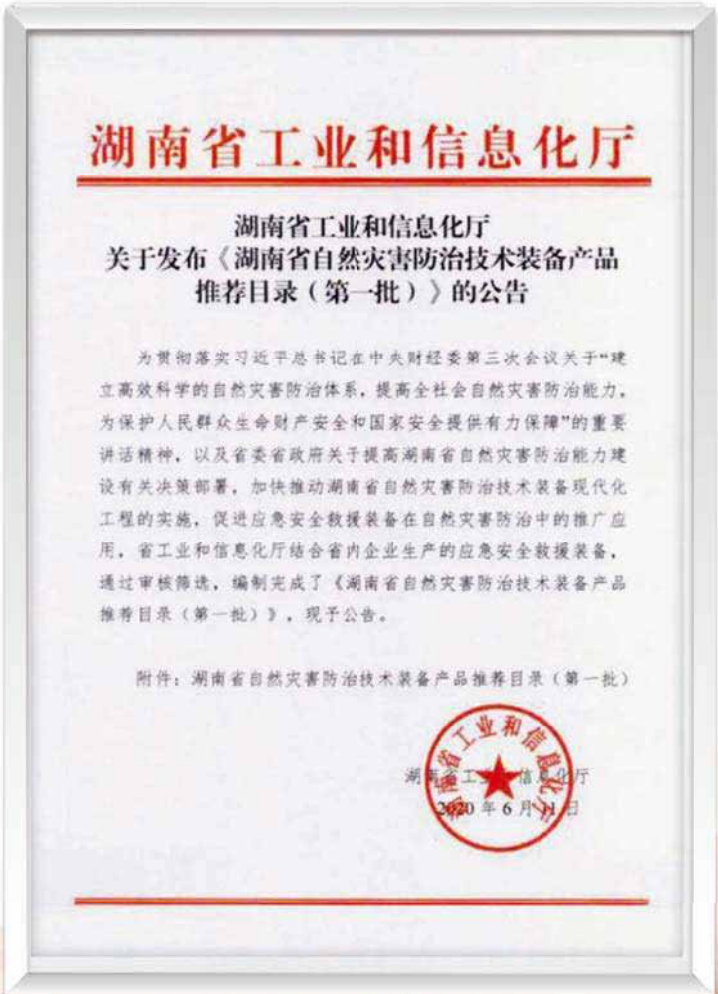 湖南省工业和信息化厅
湖南省工业和信息化厅
关于发布《湖南省自然灾害防治技术装备产品
推荐目录（第一批）》的公告
为贯彻落实习近平总书记在中央财经委第三次会议关于“建
立高效科学的自然灾害防治体系，提高全社会自然灾害防治能力，
为保护人民群众生命财产安全和国家安全提供有力保障”的重要
讲话精神，以及省委省政府关于提高湖南省自然灾害防治能力建
设有关决策部署，加快推动湖南省自然灾害防治技术装备现代化
工程的实施，促进应急安全救援装备在自然灾害防治中的推广应
用，省工业和信息化厅结合省内企业生产的应急安全救援装备，
通过审核筛选，编制完成了《湖南省自然灾害防治技术装备产品
推荐目录（第一批）》，现予公告。
附件：湖南省自然灾害防治技术装备产品推荐目录（第一批）
湖南省工业和信息化厅
湖南省工业和信息化厅
2020年6月11日